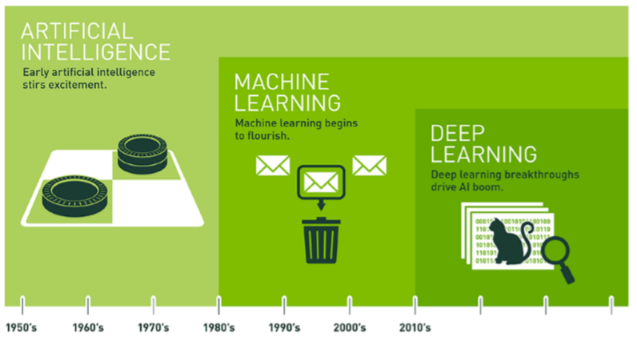 ARTIFICIAL
INTELLIGENCE
Early artificial intelligence
stirs excitement.
MACHINE
LEARNING
Machine learning begins
to flourish.
DEEP
LEARNING
Deep learning breakthroughs
drive AI boom.
1950's 1960's 1970's 1980's 1990's 2000's 2010's